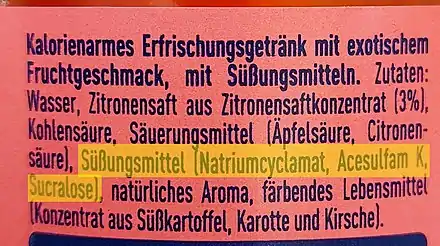 Kalorienarmes Erfrischungsgetränk mit exotischem
Fruchtgeschmack, mit Süßungsmitteln. Zutaten:
Wasser, Zitronensaft aus Zitronensaftkonzentrat (3%),
Kohlensäure, Säuerungsmittel (Äpfelsäure, Citronen-
säure), Süßungsmittel (Natriumcyclamat, Acesulfam K,
Sucralose), natürliches Aroma, färbendes Lebensmittel
(Konzentrat aus Süßkartoffel, Karotte und Kirsche).